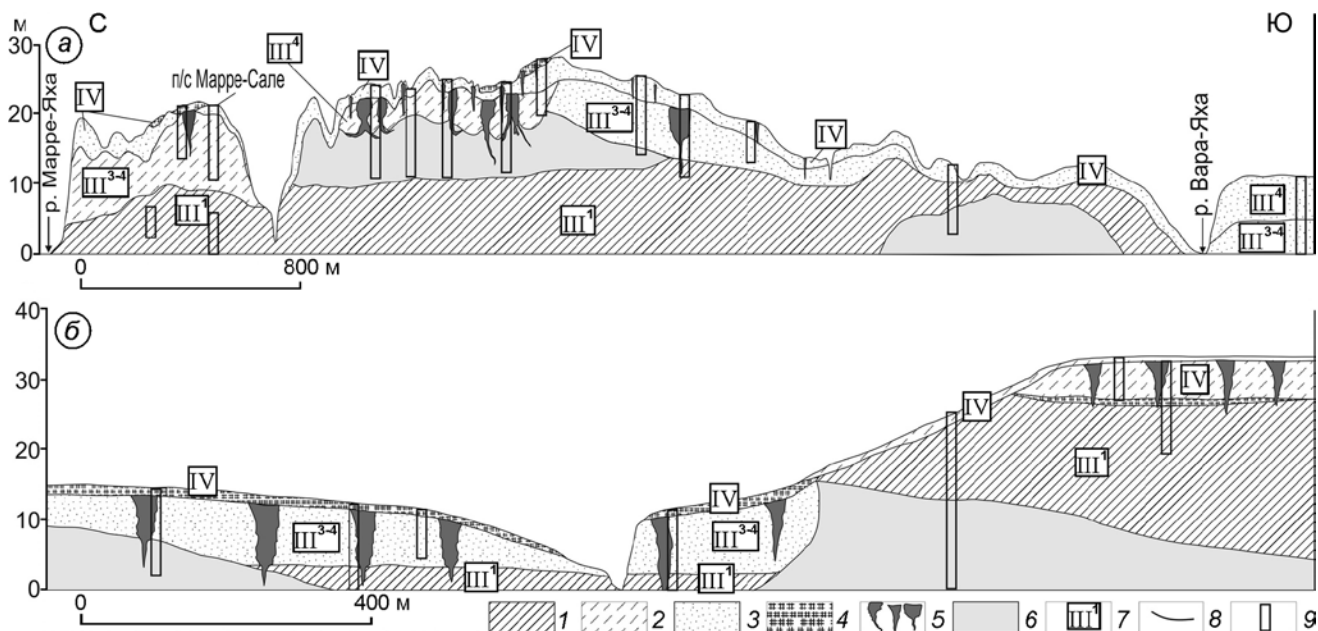 м
С
Ю
30
20
10
0
а
р. Марре-Яха
IV
п/с Марре-Сале
III⁴
IV
IV
III³⁻⁴
III¹
III³⁻⁴
III¹
IV
IV
р. Вара-Яха
III⁴
III³⁻⁴
0
800 м
40
30
20
10
0
б
IV
III³⁻⁴
III¹
IV
III³⁻⁴
III¹
IV
IV
III¹
0
400 м
1
2
3
4
5
6
III¹
7
8
9